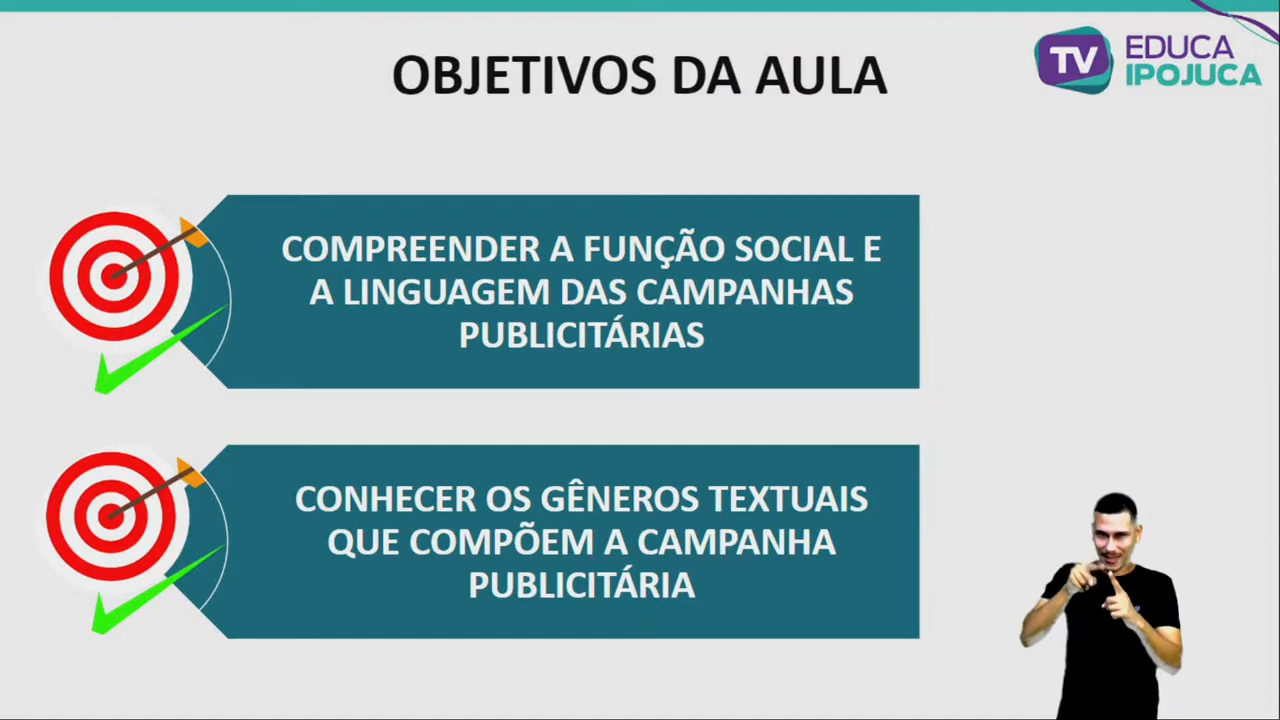 OBJETIVOS DA AULA
TV EDUCA
IPOJUCA
COMPREENDER A FUNÇÃO SOCIAL E
A LINGUAGEM DAS CAMPANHAS
PUBLICITÁRIAS
CONHECER OS GÊNEROS TEXTUAIS
QUE COMPÕEM A CAMPANHA
PUBLICITÁRIA